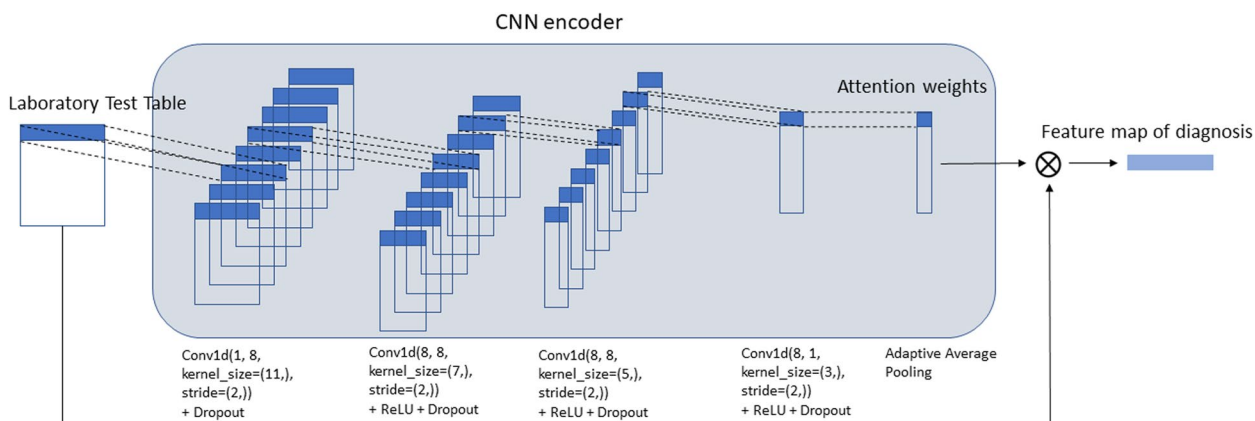 CNN encoder
Laboratory Test Table
Attention weights
Feature map of diagnosis
Conv1d(1, 8,
kernel_size=(11,),
stride=(2,))
+ Dropout
Conv1d(8, 8,
kernel_size=(7,),
stride=(2,))
+ ReLU + Dropout
Conv1d(8, 8,
kernel_size=(5,),
stride=(2,))
+ ReLU + Dropout
Conv1d(8, 1,
kernel_size=(3,),
stride=(2,))
+ ReLU + Dropout
Adaptive Average
Pooling